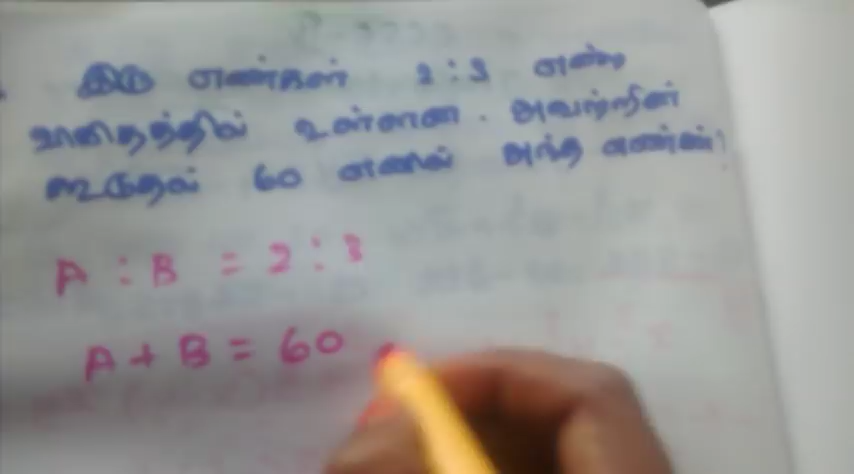 இரு எண்கள் 2 : 3 என்ற
விகிதத்தில் உள்ளன . அவற்றின்
கூடுதல் 60 எனில் அந்த எண்கள்?
A : B = 2 : 3
A + B = 60